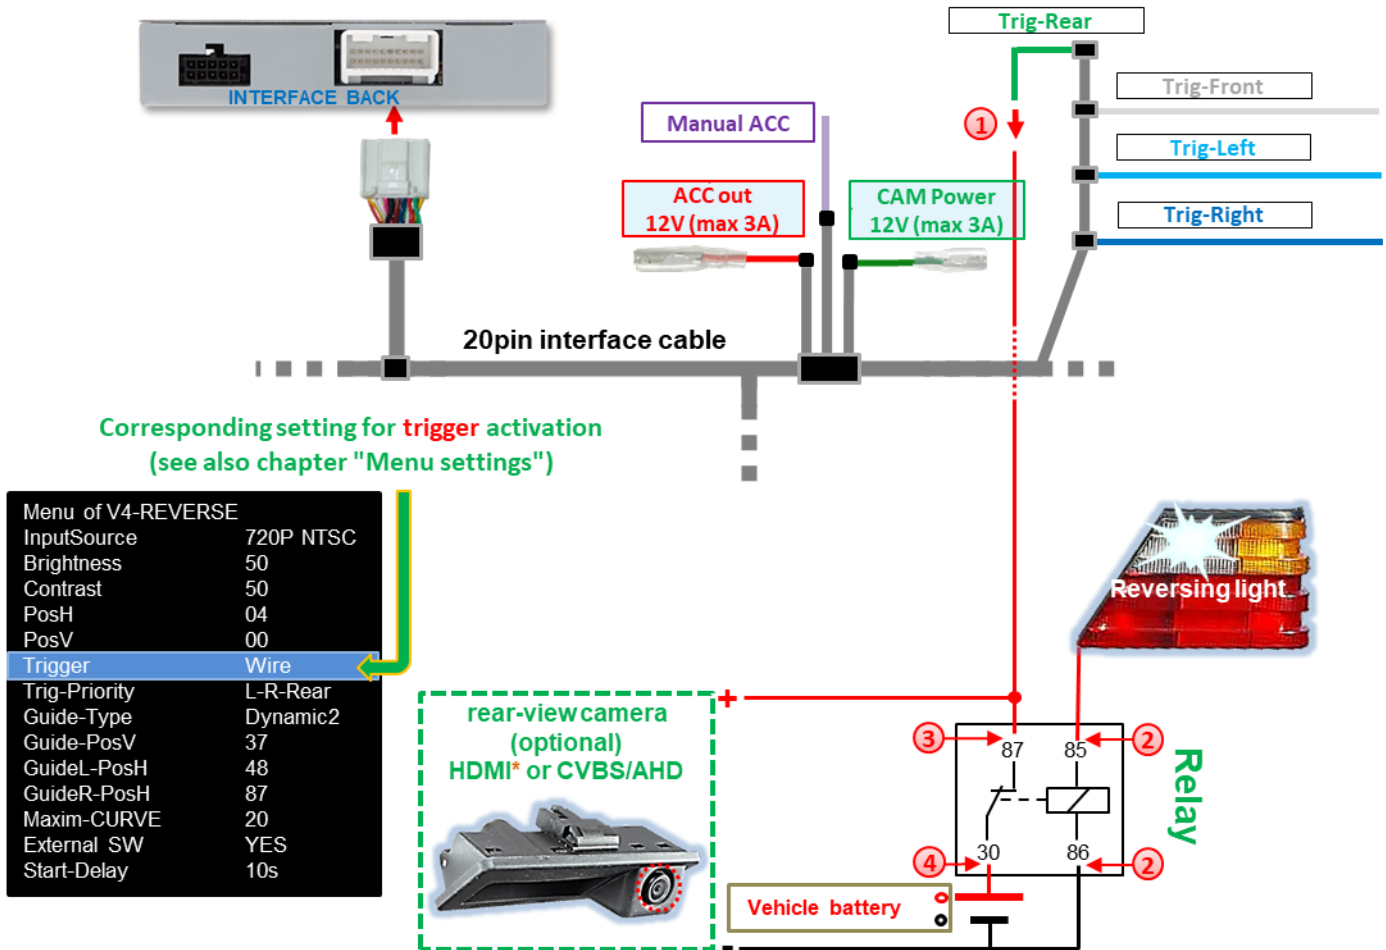 INTERFACE BACK
Trig-Rear
Trig-Front
Trig-Left
Trig-Right
1
Manual ACC
ACC out
12V (max 3A)
CAM Power
12V (max 3A)
20pin interface cable
Corresponding setting for trigger activation
(see also chapter "Menu settings")
Menu of V4-REVERSE
InputSource 720P NTSC
Brightness 50
Contrast 50
PosH 04
PosV 00
Trigger Wire
Trig-Priority L-R-Rear
Guide-Type Dynamic2
Guide-PosV 37
GuideL-PosH 48
GuideR-PosH 87
Maxim-CURVE 20
External SW YES
Start-Delay 10s
rear-view camera
(optional)
HDMI* or CVBS/AHD
+
-
Reversing light
3
87
85
2
Relay
4
30
86
2
Vehicle battery